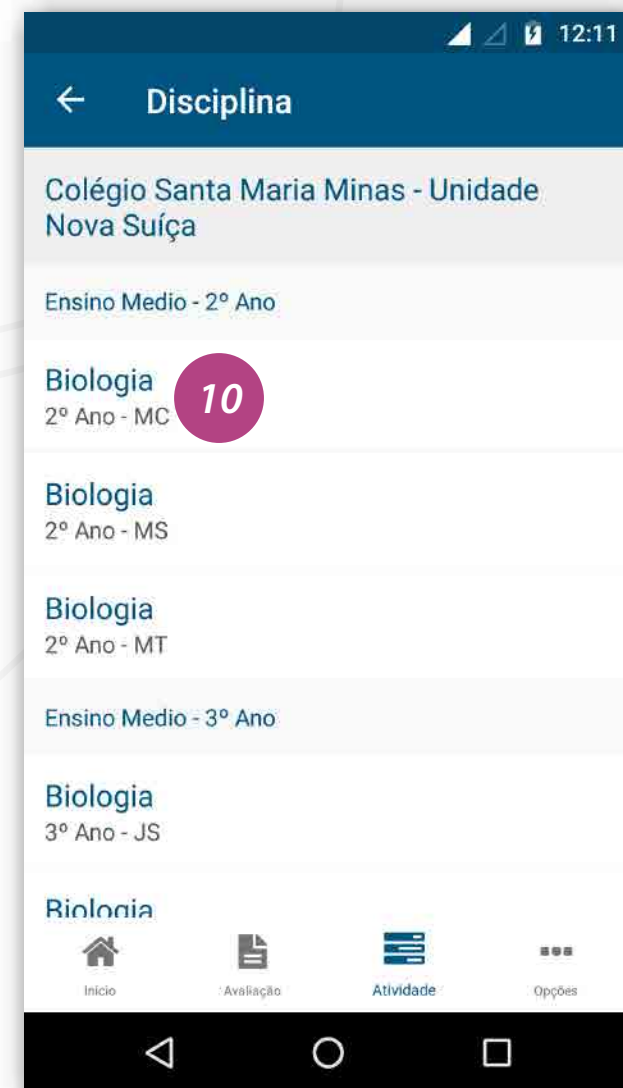 12:11
Disciplina
Colégio Santa Maria Minas - Unidade
Nova Suíça
Ensino Medio - 2º Ano
Biologia
2º Ano - MC
10
Biologia
2º Ano - MS
Biologia
2º Ano - MT
Ensino Medio - 3º Ano
Biologia
3º Ano - JS
Biologia
Início
Avaliação
Atividade
Opções